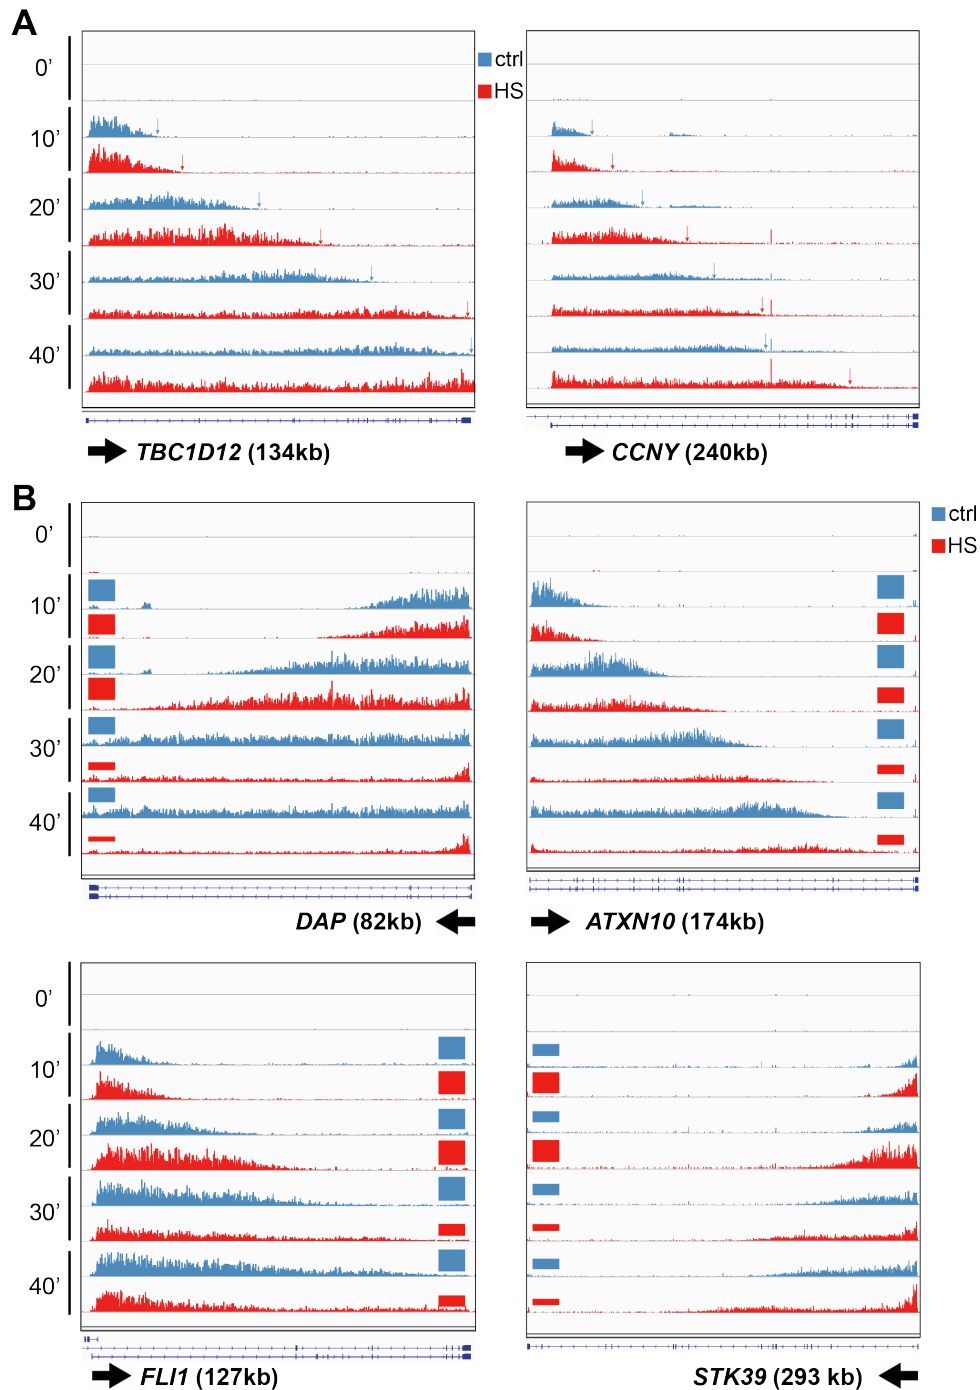 A
ctrl
HS
0’
10’
20’
30’
40’
TBC1D12 (134kb)
CCNY (240kb)
B
ctrl
HS
0’
10’
20’
30’
40’
DAP (82kb)
ATXN10 (174kb)
0’
10’
20’
30’
40’
FLI1 (127kb)
STK39 (293 kb)